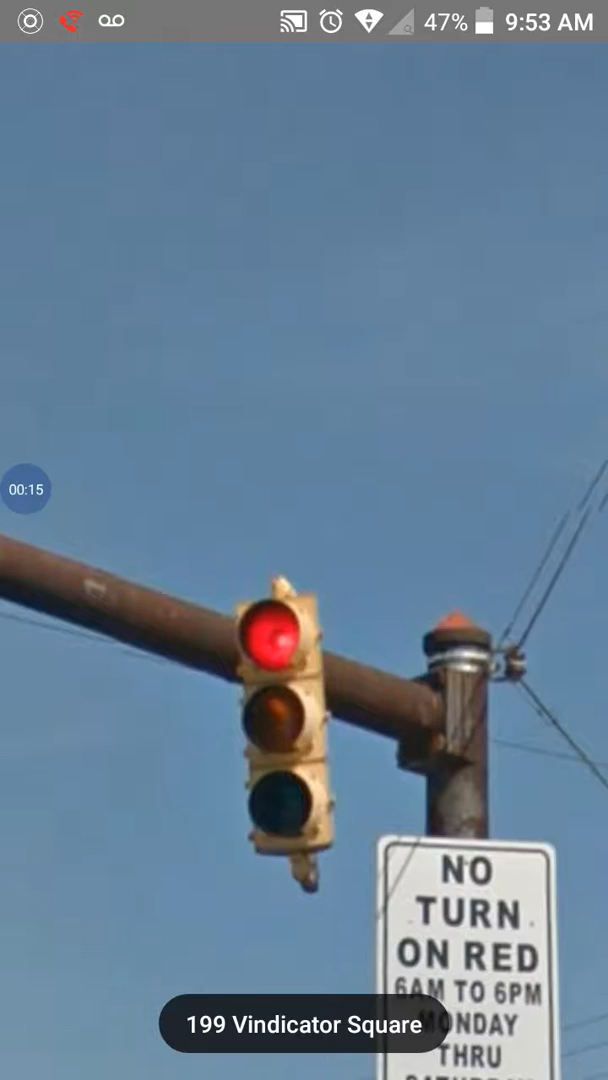 47% 9:53 AM
00:15
NO
TURN
ON RED
6AM TO 6PM
MONDAY
THRU
199 Vindicator Square